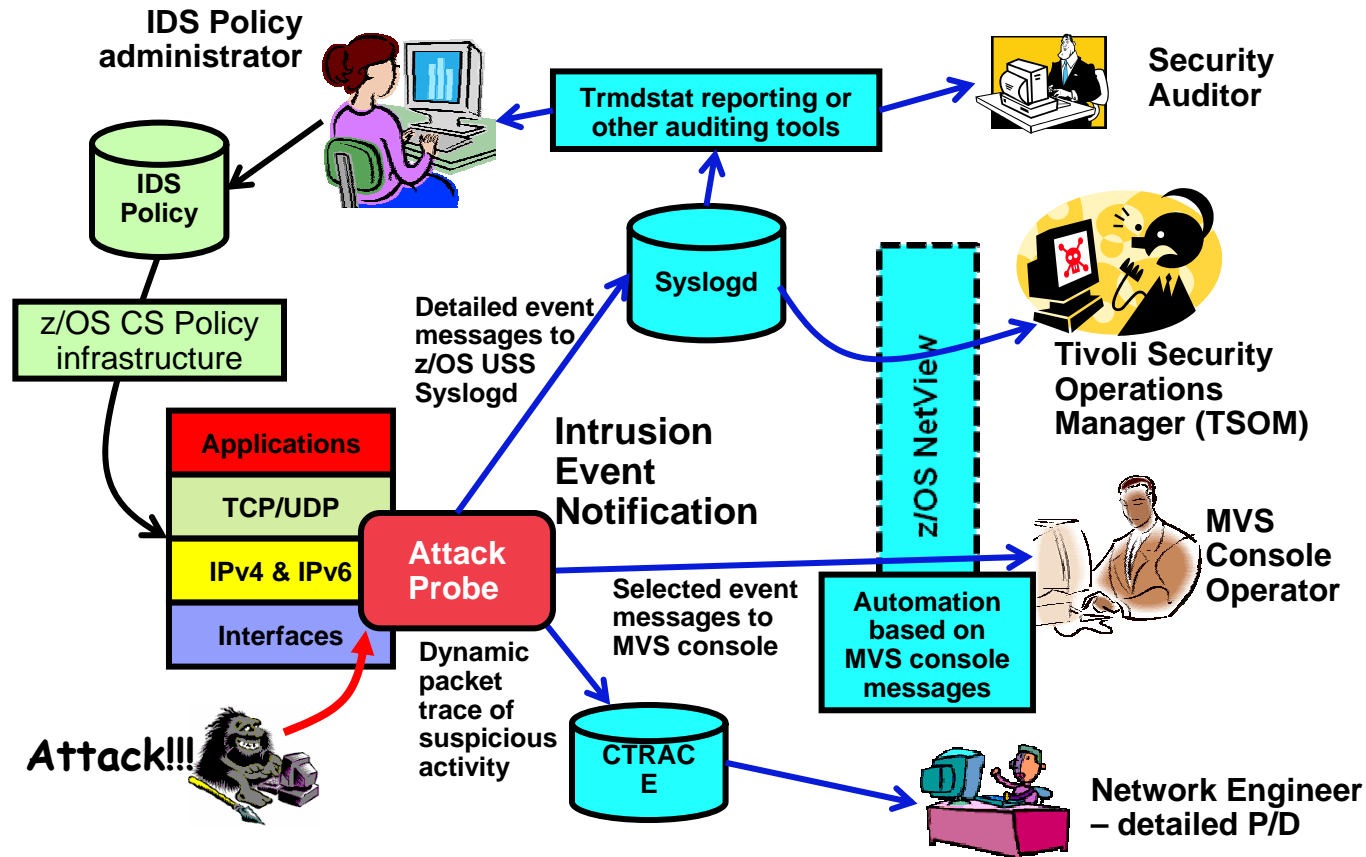 IDS Policy
administrator
Trmdstat reporting or
other auditing tools
Security
Auditor
IDS
Policy
Syslogd
z/OS CS Policy
infrastructure
Detailed event
messages to
z/OS USS
Syslogd
z/OS NetView
Tivoli Security
Operations
Manager (TSOM)
Applications
TCP/UDP
IPv4 & IPv6
Interfaces
Attack
Probe
Intrusion
Event
Notification
Selected event
messages to
MVS console
Automation
based on
MVS console
messages
MVS
Console
Operator
Dynamic
packet
trace of
suspicious
activity
Attack!!!
CTRAC
E
Network Engineer
– detailed P/D